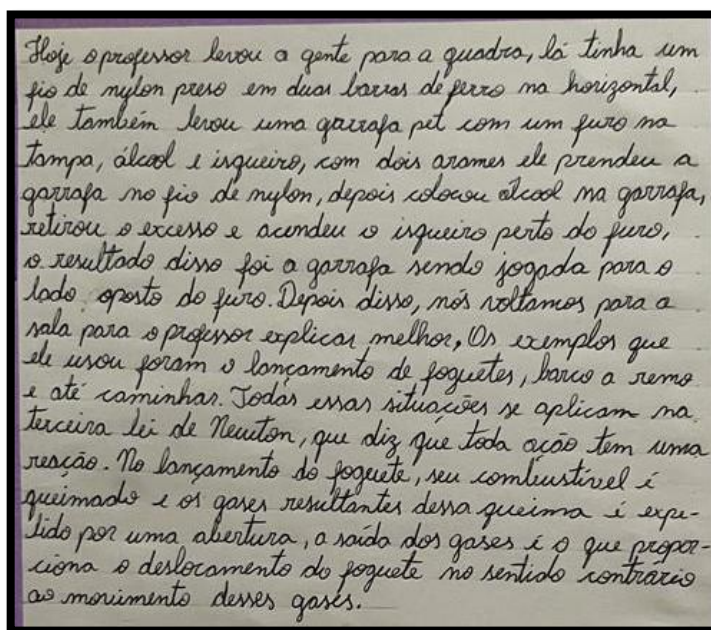 Hoje o professor levou a gente para a quadra, lá tinha um
fio de nylon preso em duas barras de ferro na horizontal,
ele também levou uma garrafa pet com um furo na
tampa, álcool e isqueiro, com dois arames ele prendeu a
garrafa no fio de nylon, depois colocou álcool na garrafa,
retirou o excesso e acendeu o isqueiro perto do furo,
o resultado disso foi a garrafa sendo jogada para o
lado oposto do furo. Depois disso, nós voltamos para a
sala para o professor explicar melhor, Os exemplos que
ele usou foram o lançamento de foguetes, barco a remo
e até caminhar. Todas essas situações se aplicam na
terceira lei de Newton, que diz que toda ação tem uma
reação. No lançamento do foguete, seu combustível é
queimado e os gases resultantes dessa queima é expe-
lido por uma abertura, a saída dos gases é o que propor-
ciona o deslocamento do foguete no sentido contrário
ao movimento desses gases.